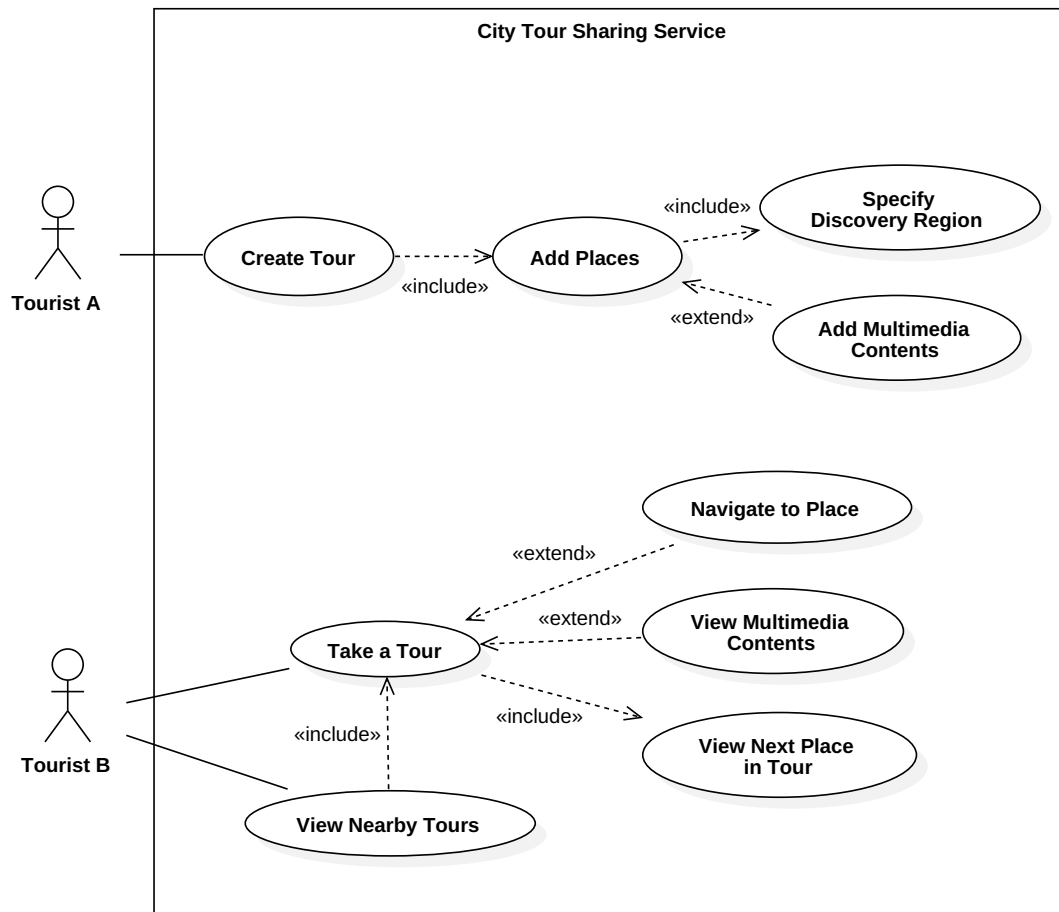 City Tour Sharing Service
Specify
Discovery Region
«include»
Create Tour
Add Places
«include»
Tourist A
«extend»
Add Multimedia
Contents
Navigate to Place
«extend»
«extend»
View Multimedia
Contents
Take a Tour
«include»
«include»
View Next Place
in Tour
Tourist B
View Nearby Tours